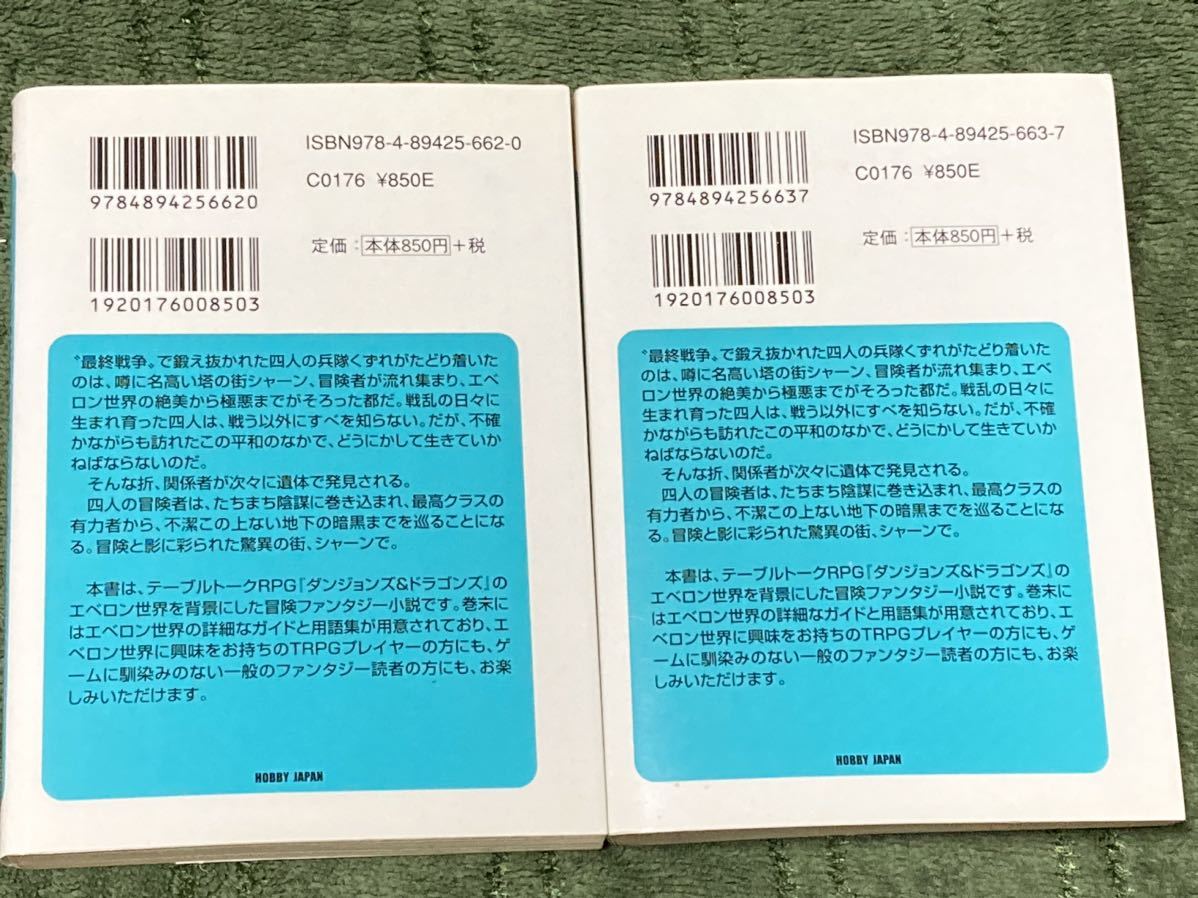 ISBN978-4-89425-662-0
C0176 ¥850E
9784894256620
定価：本体850円+税
1920176008503
〝最終戦争〟で鍛え抜かれた四人の兵隊くずれがたどり着いた
のは、噂に名高い塔の街シャーン、冒険者が流れ集まり、エベ
ロン世界の絶美から極悪までがそろった都だ。戦乱の日々に
生まれ育った四人は、戦う以外にすべを知らない。だが、不確
かながらも訪れたこの平和のなかで、どうにかして生きていか
ねばならないのだ。
そんな折、関係者が次々に遺体で発見される。
四人の冒険者は、たちまち陰謀に巻き込まれ、最高クラスの
有力者から、不潔この上ない地下の暗黒までを巡ることにな
る。冒険と影に彩られた驚異の街、シャーンで。
本書は、テーブルトークRPG『ダンジョンズ&ドラゴンズ』の
エベロン世界を背景にした冒険ファンタジー小説です。巻末に
はエベロン世界の詳細なガイドと用語集が用意されており、エ
ベロン世界に興味をお持ちのTRPGプレイヤーの方にも、ゲ
ームに馴染みのない一般のファンタジー読者の方にも、お楽
しみいただけます。
HOBBY JAPAN
ISBN978-4-89425-663-7
C0176 ¥850E
9784894256637
定価：本体850円+税
1920176008503
〝最終戦争〟で鍛え抜かれた四人の兵隊くずれがたどり着いた
のは、噂に名高い塔の街シャーン、冒険者が流れ集まり、エベ
ロン世界の絶美から極悪までがそろった都だ。戦乱の日々に
生まれ育った四人は、戦う以外にすべを知らない。だが、不確
かながらも訪れたこの平和のなかで、どうにかして生きていか
ねばならないのだ。
そんな折、関係者が次々に遺体で発見される。
四人の冒険者は、たちまち陰謀に巻き込まれ、最高クラスの
有力者から、不潔この上ない地下の暗黒までを巡ることにな
る。冒険と影に彩られた驚異の街、シャーンで。
本書は、テーブルトークRPG『ダンジョンズ&ドラゴンズ』の
エベロン世界を背景にした冒険ファンタジー小説です。巻末に
はエベロン世界の詳細なガイドと用語集が用意されており、エ
ベロン世界に興味をお持ちのTRPGプレイヤーの方にも、ゲ
ームに馴染みのない一般のファンタジー読者の方にも、お楽
しみいただけます。
HOBBY JAPAN